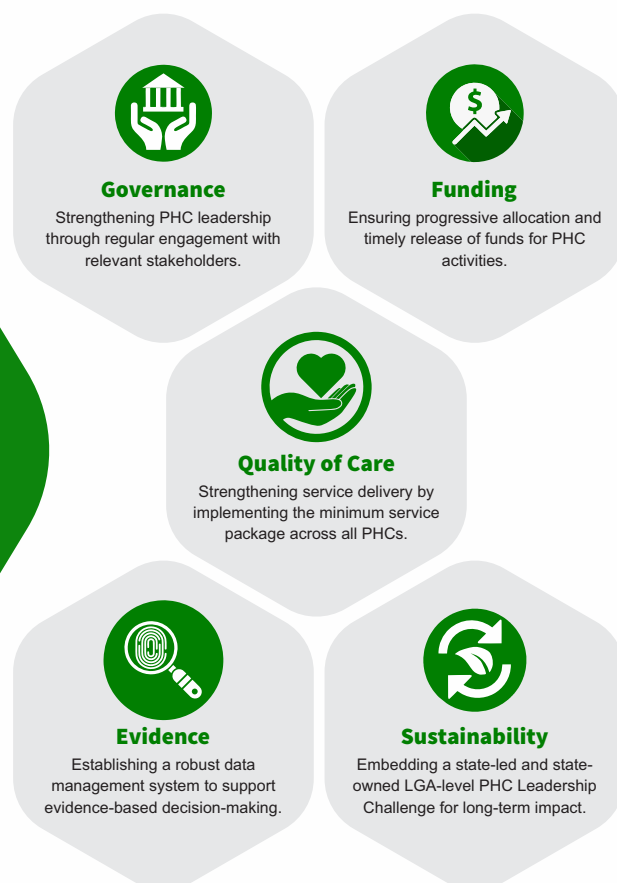 Governance
Strengthening PHC leadership
through regular engagement with
relevant stakeholders.
$
Funding
Ensuring progressive allocation and
timely release of funds for PHC
activities.
Quality of Care
Strengthening service delivery by
implementing the minimum service
package across all PHCs.
Evidence
Establishing a robust data
management system to support
evidence-based decision-making.
Sustainability
Embedding a state-led and state-
owned LGA-level PHC Leadership
Challenge for long-term impact.